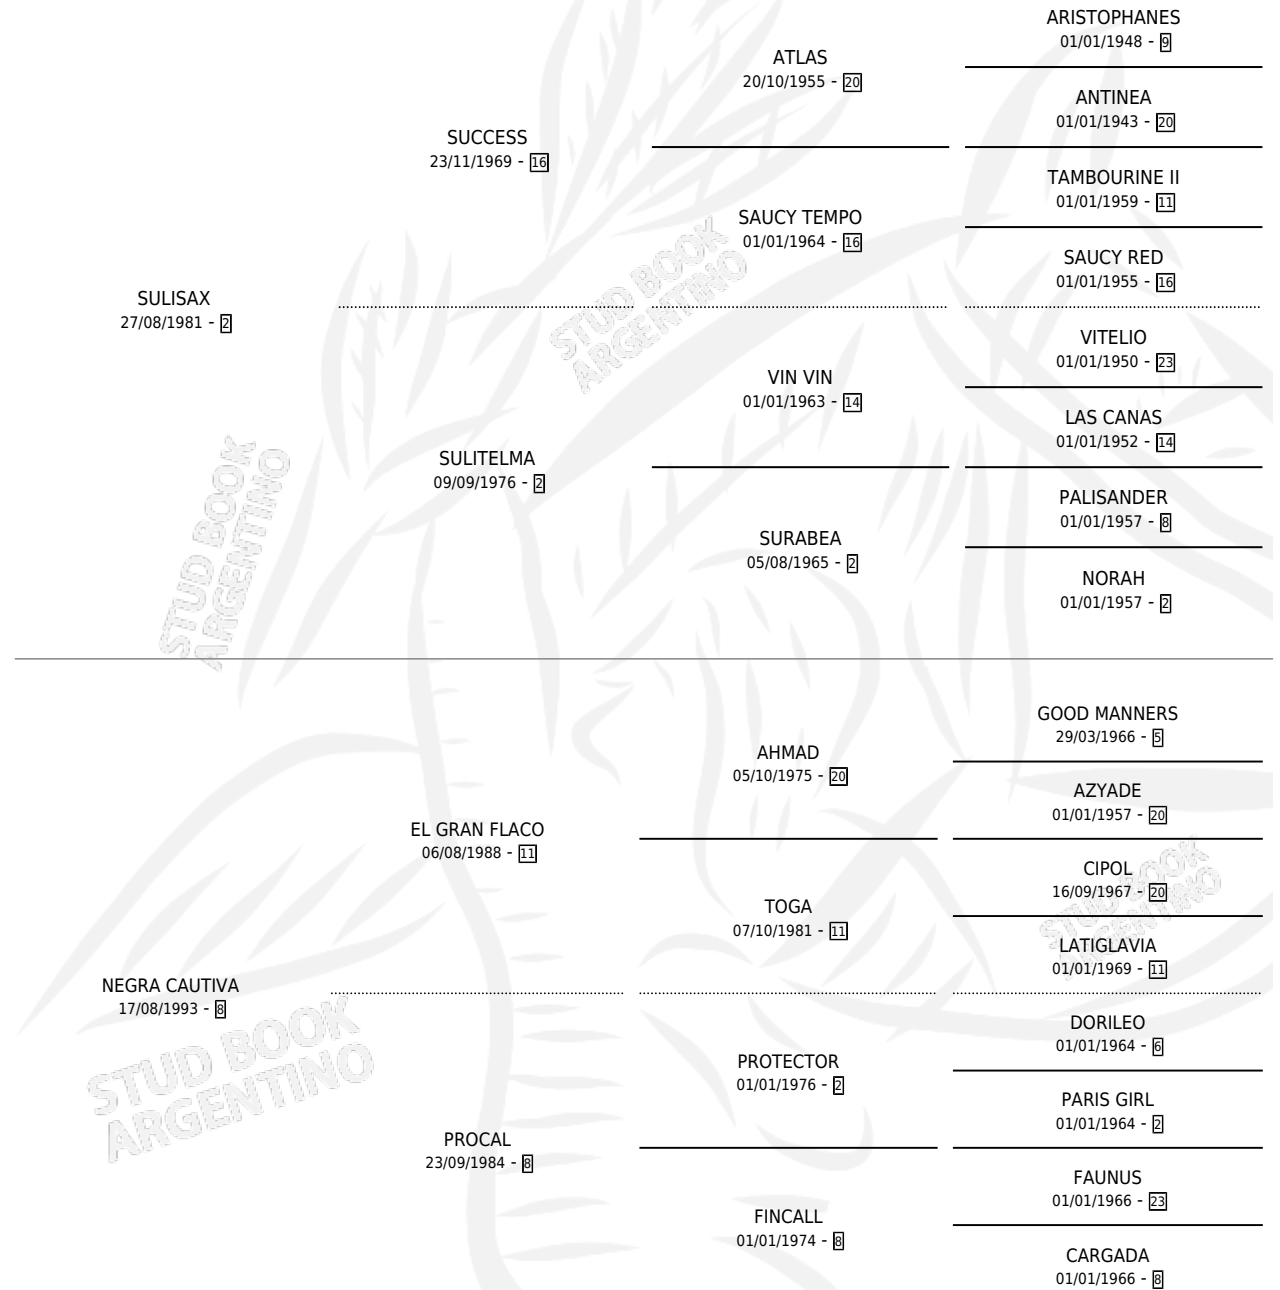 ARISTOPHANES
01/01/1948 - 9
ATLAS
20/10/1955 - 20
ANTINEA
01/01/1943 - 20
SUCCESS
23/11/1969 - 16
TAMBOURINE II
01/01/1959 - 11
SAUCY TEMPO
01/01/1964 - 16
SAUCY RED
01/01/1955 - 16
SULISAX
27/08/1981 - 2
VITELIO
01/01/1950 - 23
VIN VIN
01/01/1963 - 14
LAS CANAS
01/01/1952 - 14
SULITELMA
09/09/1976 - 2
PALISANDER
01/01/1957 - 8
SURABEA
05/08/1965 - 2
NORAH
01/01/1957 - 2
GOOD MANNERS
29/03/1966 - 5
AHMAD
05/10/1975 - 20
AZYADE
01/01/1957 - 20
EL GRAN FLACO
06/08/1988 - 11
CIPOL
16/09/1967 - 20
TOGA
07/10/1981 - 11
LATIGLAVIA
01/01/1969 - 11
NEGRA CAUTIVA
17/08/1993 - 8
DORILEO
01/01/1964 - 6
PROTECTOR
01/01/1976 - 2
PARIS GIRL
01/01/1964 - 2
PROCAL
23/09/1984 - 8
FAUNUS
01/01/1966 - 23
FINCALL
01/01/1974 - 8
CARGADA
01/01/1966 - 8
STUD BOOK
ARGENTINO
STUD BOOK
ARGENTINO
STUD BOOK
ARGENTINO
STUD BOOK
ARGENTINO